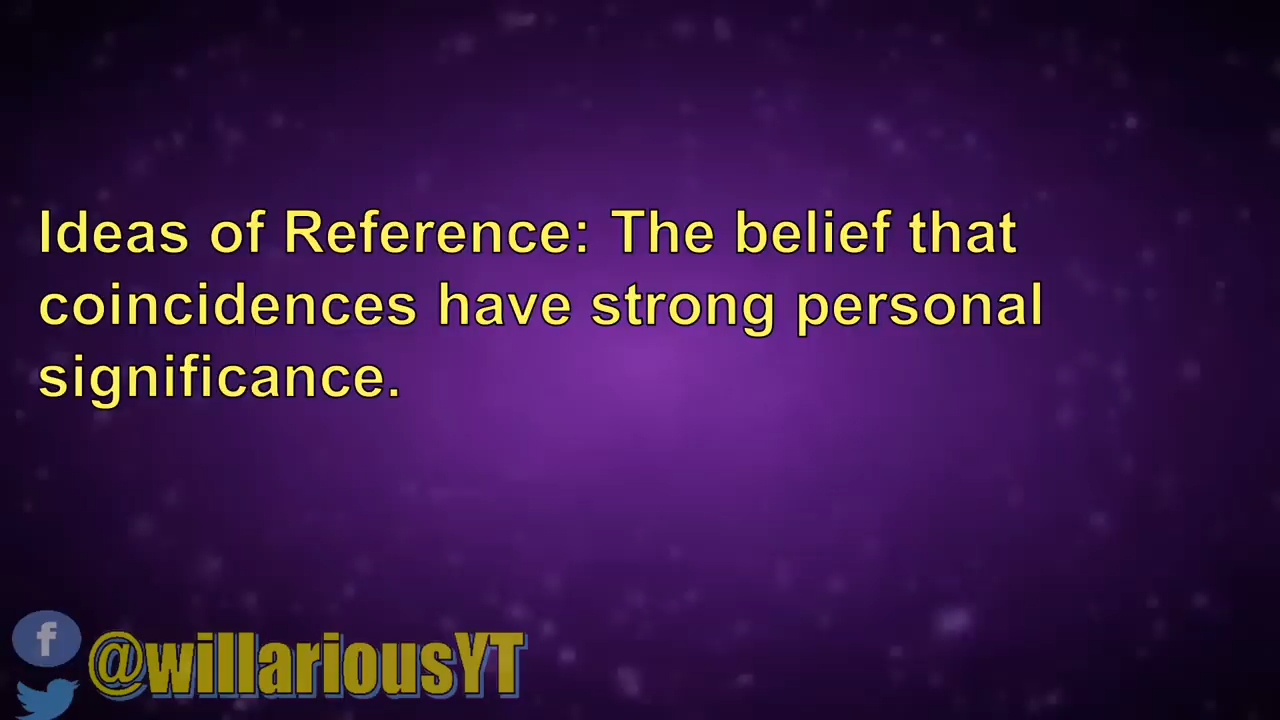 Ideas of Reference: The belief that
coincidences have strong personal
significance.
f
@willariousYT